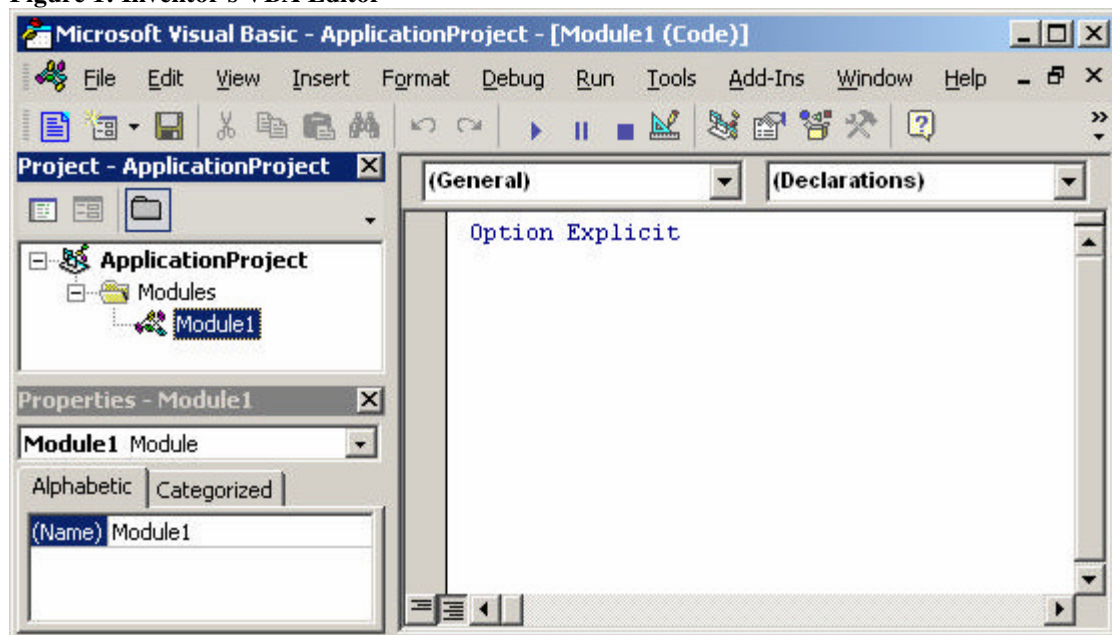 Figure 1: Inventor's VBA Editor
Microsoft Visual Basic - ApplicationProject - [Module1 (Code)]
File Edit View Insert Format Debug Run Tools Add-Ins Window Help
Project - ApplicationProject
(General)
(Declarations)
Option Explicit
ApplicationProject
Modules
Module1
Properties - Module1
Module1 Module
Alphabetic Categorized
(Name) Module1